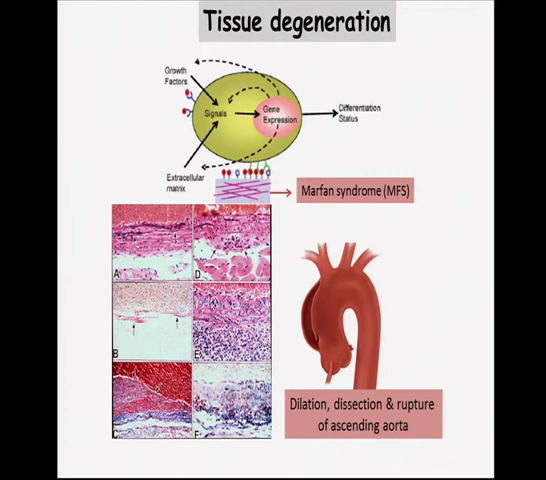 Tissue degeneration
Growth
Factors
Signals
Gene
Expression
Differentiation
Status
Extracellular
matrix
Marfan syndrome (MFS)
A
D
B
E
C
F
Dilation, dissection & rupture
of ascending aorta